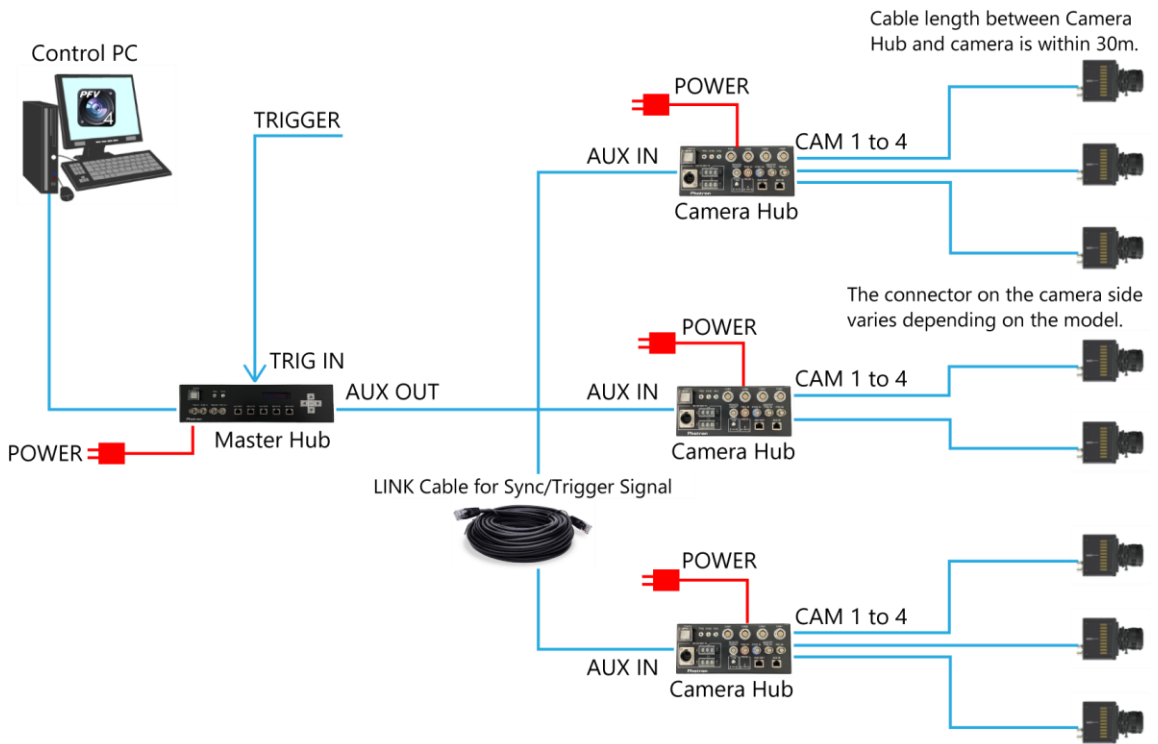 Cable length between Camera
Hub and camera is within 30m.
Control PC
PFV
4
POWER
TRIGGER
CAM 1 to 4
AUX IN
Camera Hub
The connector on the camera side
varies depending on the model.
POWER
TRIG IN
CAM 1 to 4
AUX OUT
AUX IN
Master Hub
Camera Hub
POWER
LINK Cable for Sync/Trigger Signal
POWER
CAM 1 to 4
AUX IN
Camera Hub